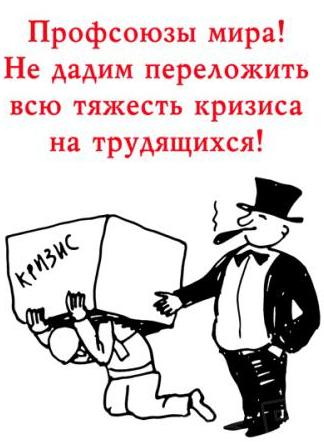 Профсоюзы мира!
Не дадим переложить
всю тяжесть кризиса
на трудящихся!
КРИЗИС